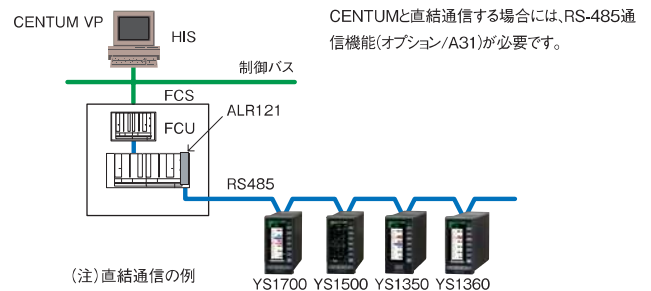 CENTUM VP
HIS
CENTUMと直結通信する場合には、RS-485通
信機能(オプション/A31)が必要です。
制御バス
FCS
ALR121
FCU
RS485
(注)直結通信の例
YS1700 YS1500 YS1350 YS1360